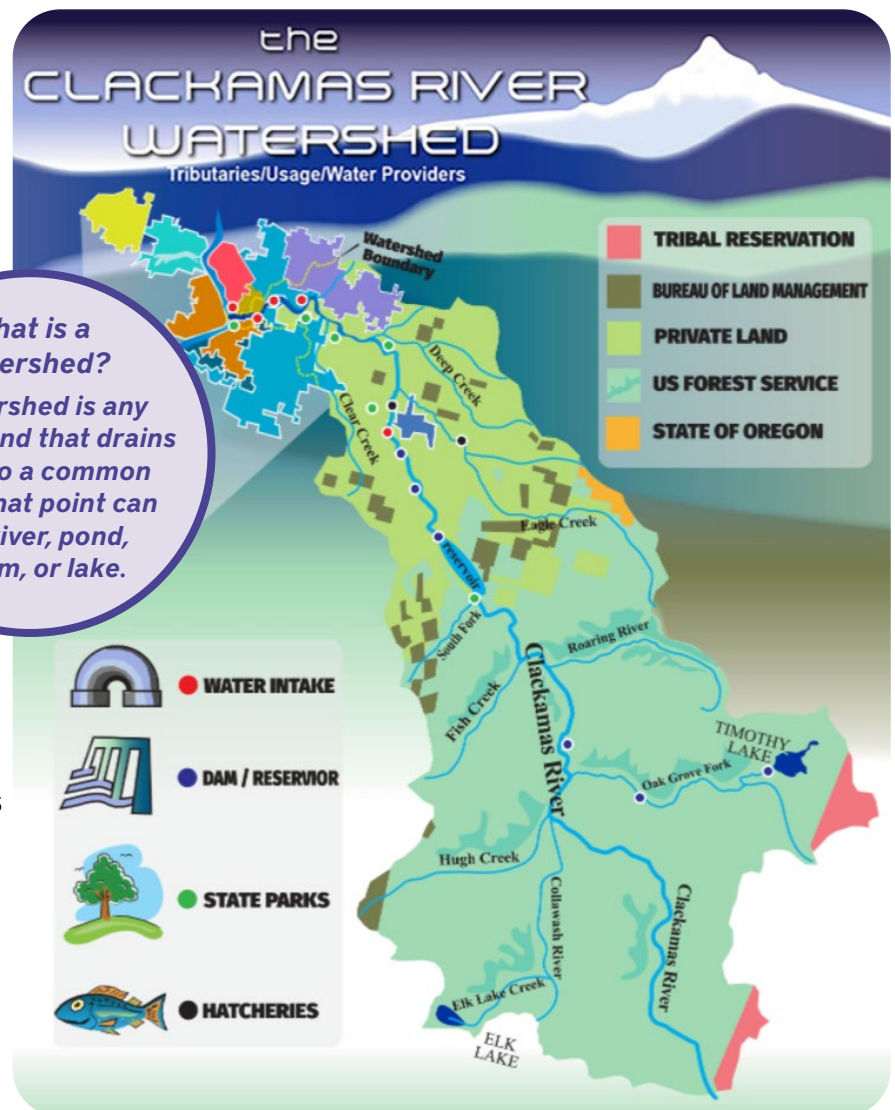 the
CLACKAMAS RIVER
WATERSHED
Tributaries/Usage/Water Providers
Watershed
Boundary
TRIBAL RESERVATION
BUREAU OF LAND MANAGEMENT
PRIVATE LAND
US FOREST SERVICE
STATE OF OREGON
hat is a
ershed?
rshed is any
nd that drains
o a common
hat point can
iver, pond,
m, or lake.
Deep Creek
Clear Creek
Eagle Creek
reservoir
South Fork
Roaring River
Fish Creek
Clackamas River
TIMOTHY
LAKE
Oak Grove Fork
Hugh Creek
Collawash River
Clackamas River
Elk Lake Creek
ELK
LAKE
WATER INTAKE
DAM / RESERVIOR
STATE PARKS
HATCHERIES
s